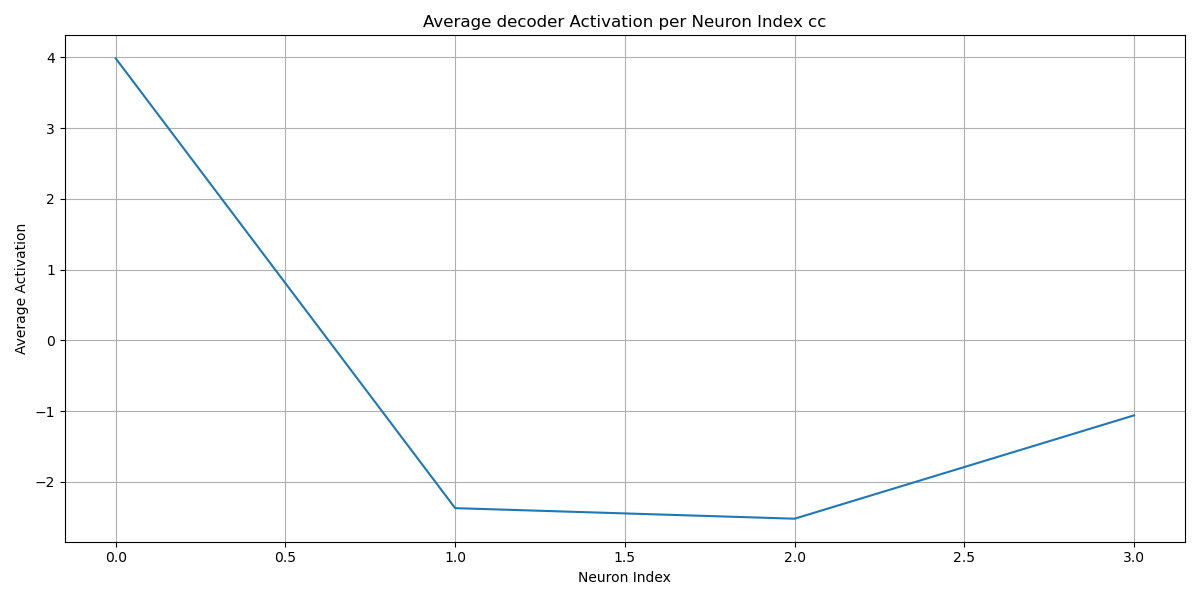 Average decoder Activation per Neuron Index cc
Average Activation
4
3
2
1
0
−1
−2
0.0 0.5 1.0 1.5 2.0 2.5 3.0
Neuron Index